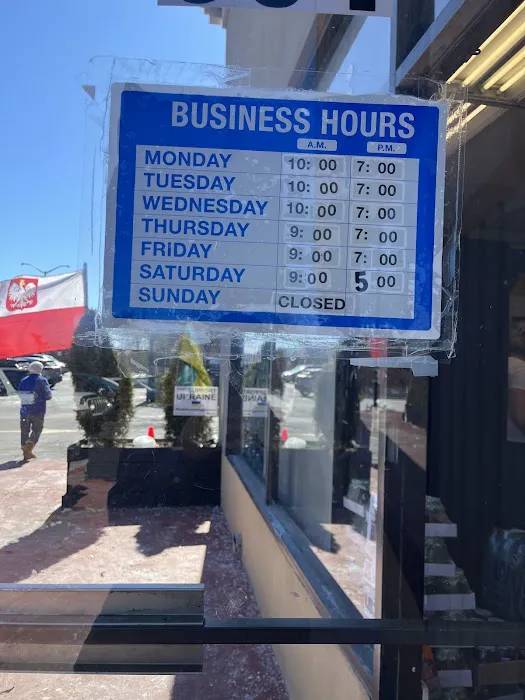 BUSINESS HOURS
A.M. P.M.
MONDAY 10:00 7:00
TUESDAY 10:00 7:00
WEDNESDAY 10:00 7:00
THURSDAY 9:00 7:00
FRIDAY 9:00 7:00
SATURDAY 9:00 5 00
SUNDAY CLOSED
UKRAINE